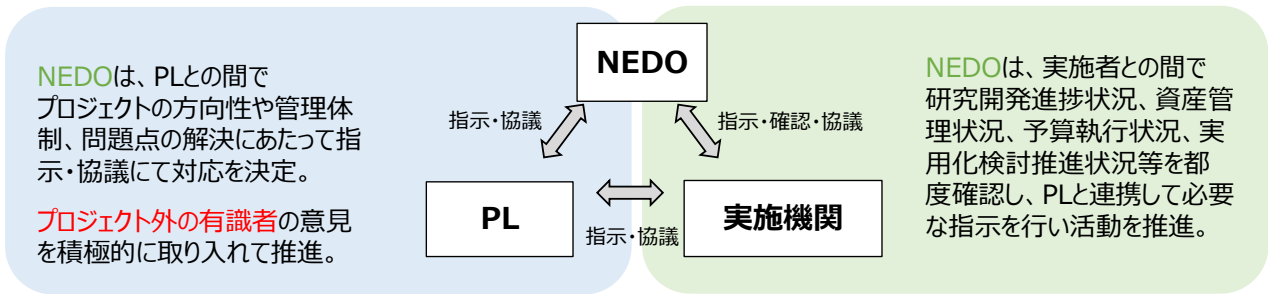 NEDOは、PLとの間で
プロジェクトの方向性や管理体
制、問題点の解決にあたって指
示・協議にて対応を決定。
プロジェクト外の有識者の意見
を積極的に取り入れて推進。
NEDO
指示・協議
指示・確認・協議
PL
指示・協議
実施機関
NEDOは、実施者との間で
研究開発進捗状況、資産管
理状況、予算執行状況、実
用化検討推進状況等を都
度確認し、PLと連携して必要
な指示を行い活動を推進。